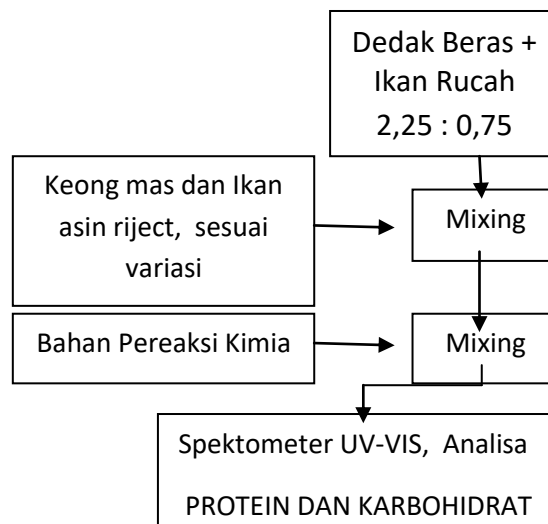 Dedak Beras +
Ikan Rucah
2,25 : 0,75
Keong mas dan Ikan
asin riject, sesuai
variasi
Mixing
Bahan Pereaksi Kimia
Mixing
Spektometer UV-VIS, Analisa
PROTEIN DAN KARBOHIDRAT